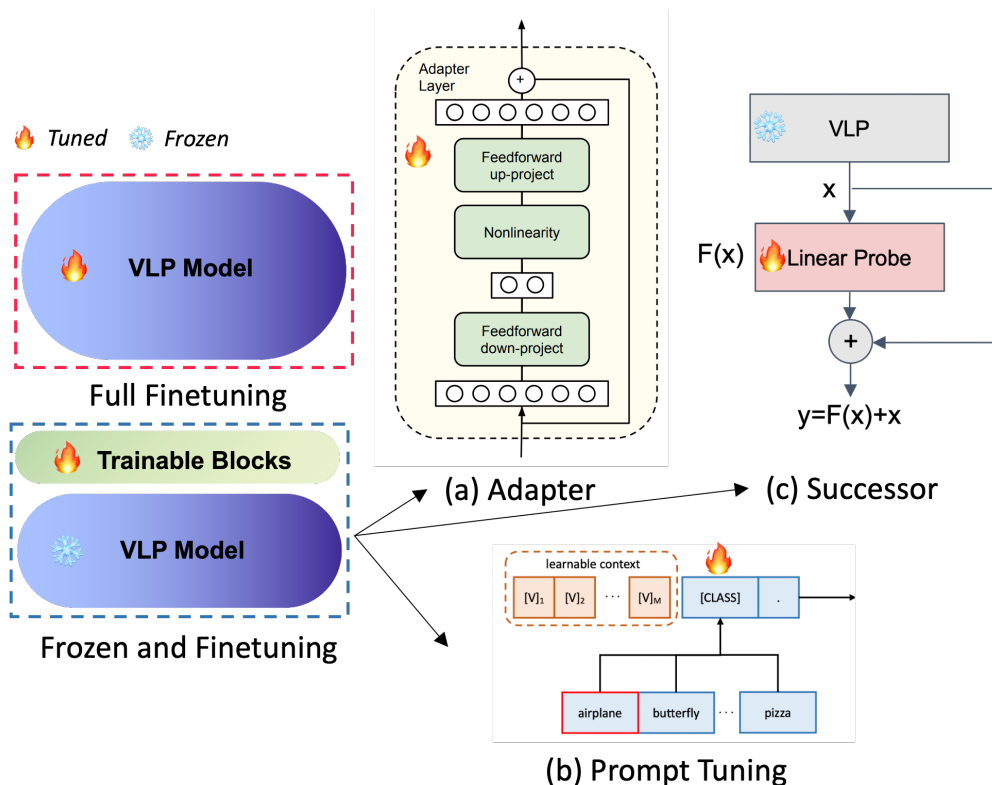 Tuned Frozen
VLP Model
Full Finetuning
Trainable Blocks
VLP Model
Frozen and Finetuning
Adapter
Layer
+
Feedforward
up-project
Nonlinearity
Feedforward
down-project
(a) Adapter
VLP
x
F(x)
Linear Probe
+
y=F(x)+x
(c) Successor
learnable context
[V]₁ [V]₂ ··· [V]ᴍ [CLASS] .
airplane butterfly ··· pizza
(b) Prompt Tuning